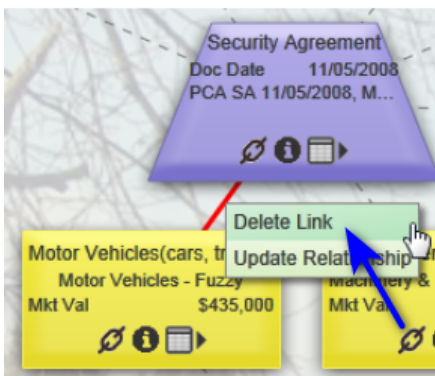 Security Agreement
Doc Date 11/05/2008
PCA SA 11/05/2008, M...
Delete Link
Update Relationship
Motor Vehicles(cars, tr
Motor Vehicles - Fuzzy
Mkt Val $435,000
Machinery &
Mkt Va